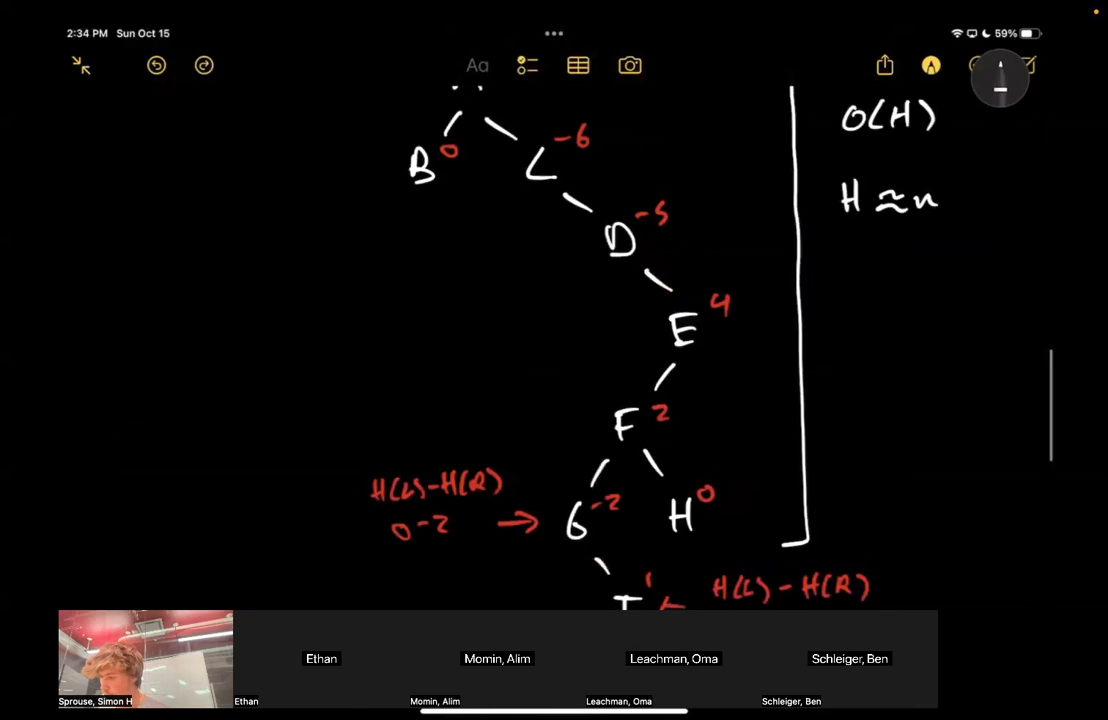 2:34 PM Sun Oct 15
59%
Aa
O(H)
B 0
C -6
H ≈ n
D -5
E 4
F 2
H(L)-H(R)
0-2 → G -2
H 0
I 1 ← H(L) - H(R)
Ethan
Momin, Alim
Leachman, Oma
Schleiger, Ben
Sprouse, Simon H
Ethan
Momin, Alim
Leachman, Oma
Schleiger, Ben